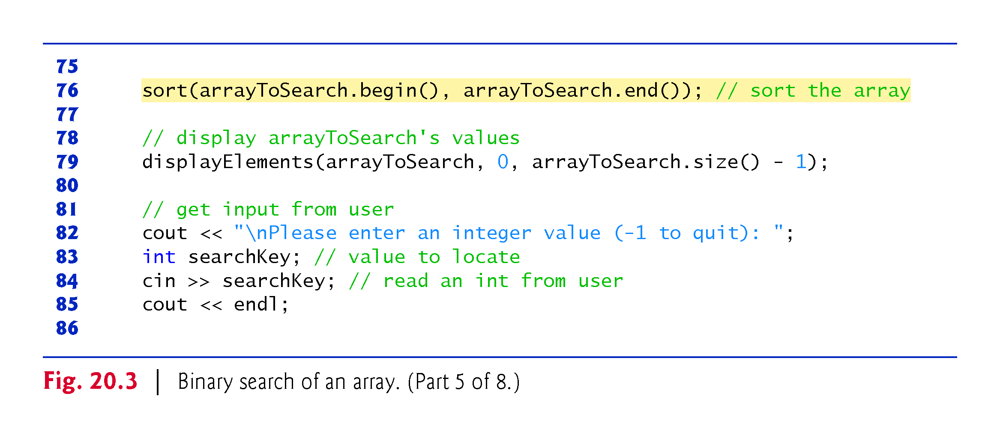 75
76 sort(arrayToSearch.begin(), arrayToSearch.end()); // sort the array
77
78 // display arrayToSearch's values
79 displayElements(arrayToSearch, 0, arrayToSearch.size() - 1);
80
81 // get input from user
82 cout << "\nPlease enter an integer value (-1 to quit): ";
83 int searchKey; // value to locate
84 cin >> searchKey; // read an int from user
85 cout << endl;
86
Fig. 20.3 | Binary search of an array. (Part 5 of 8.)